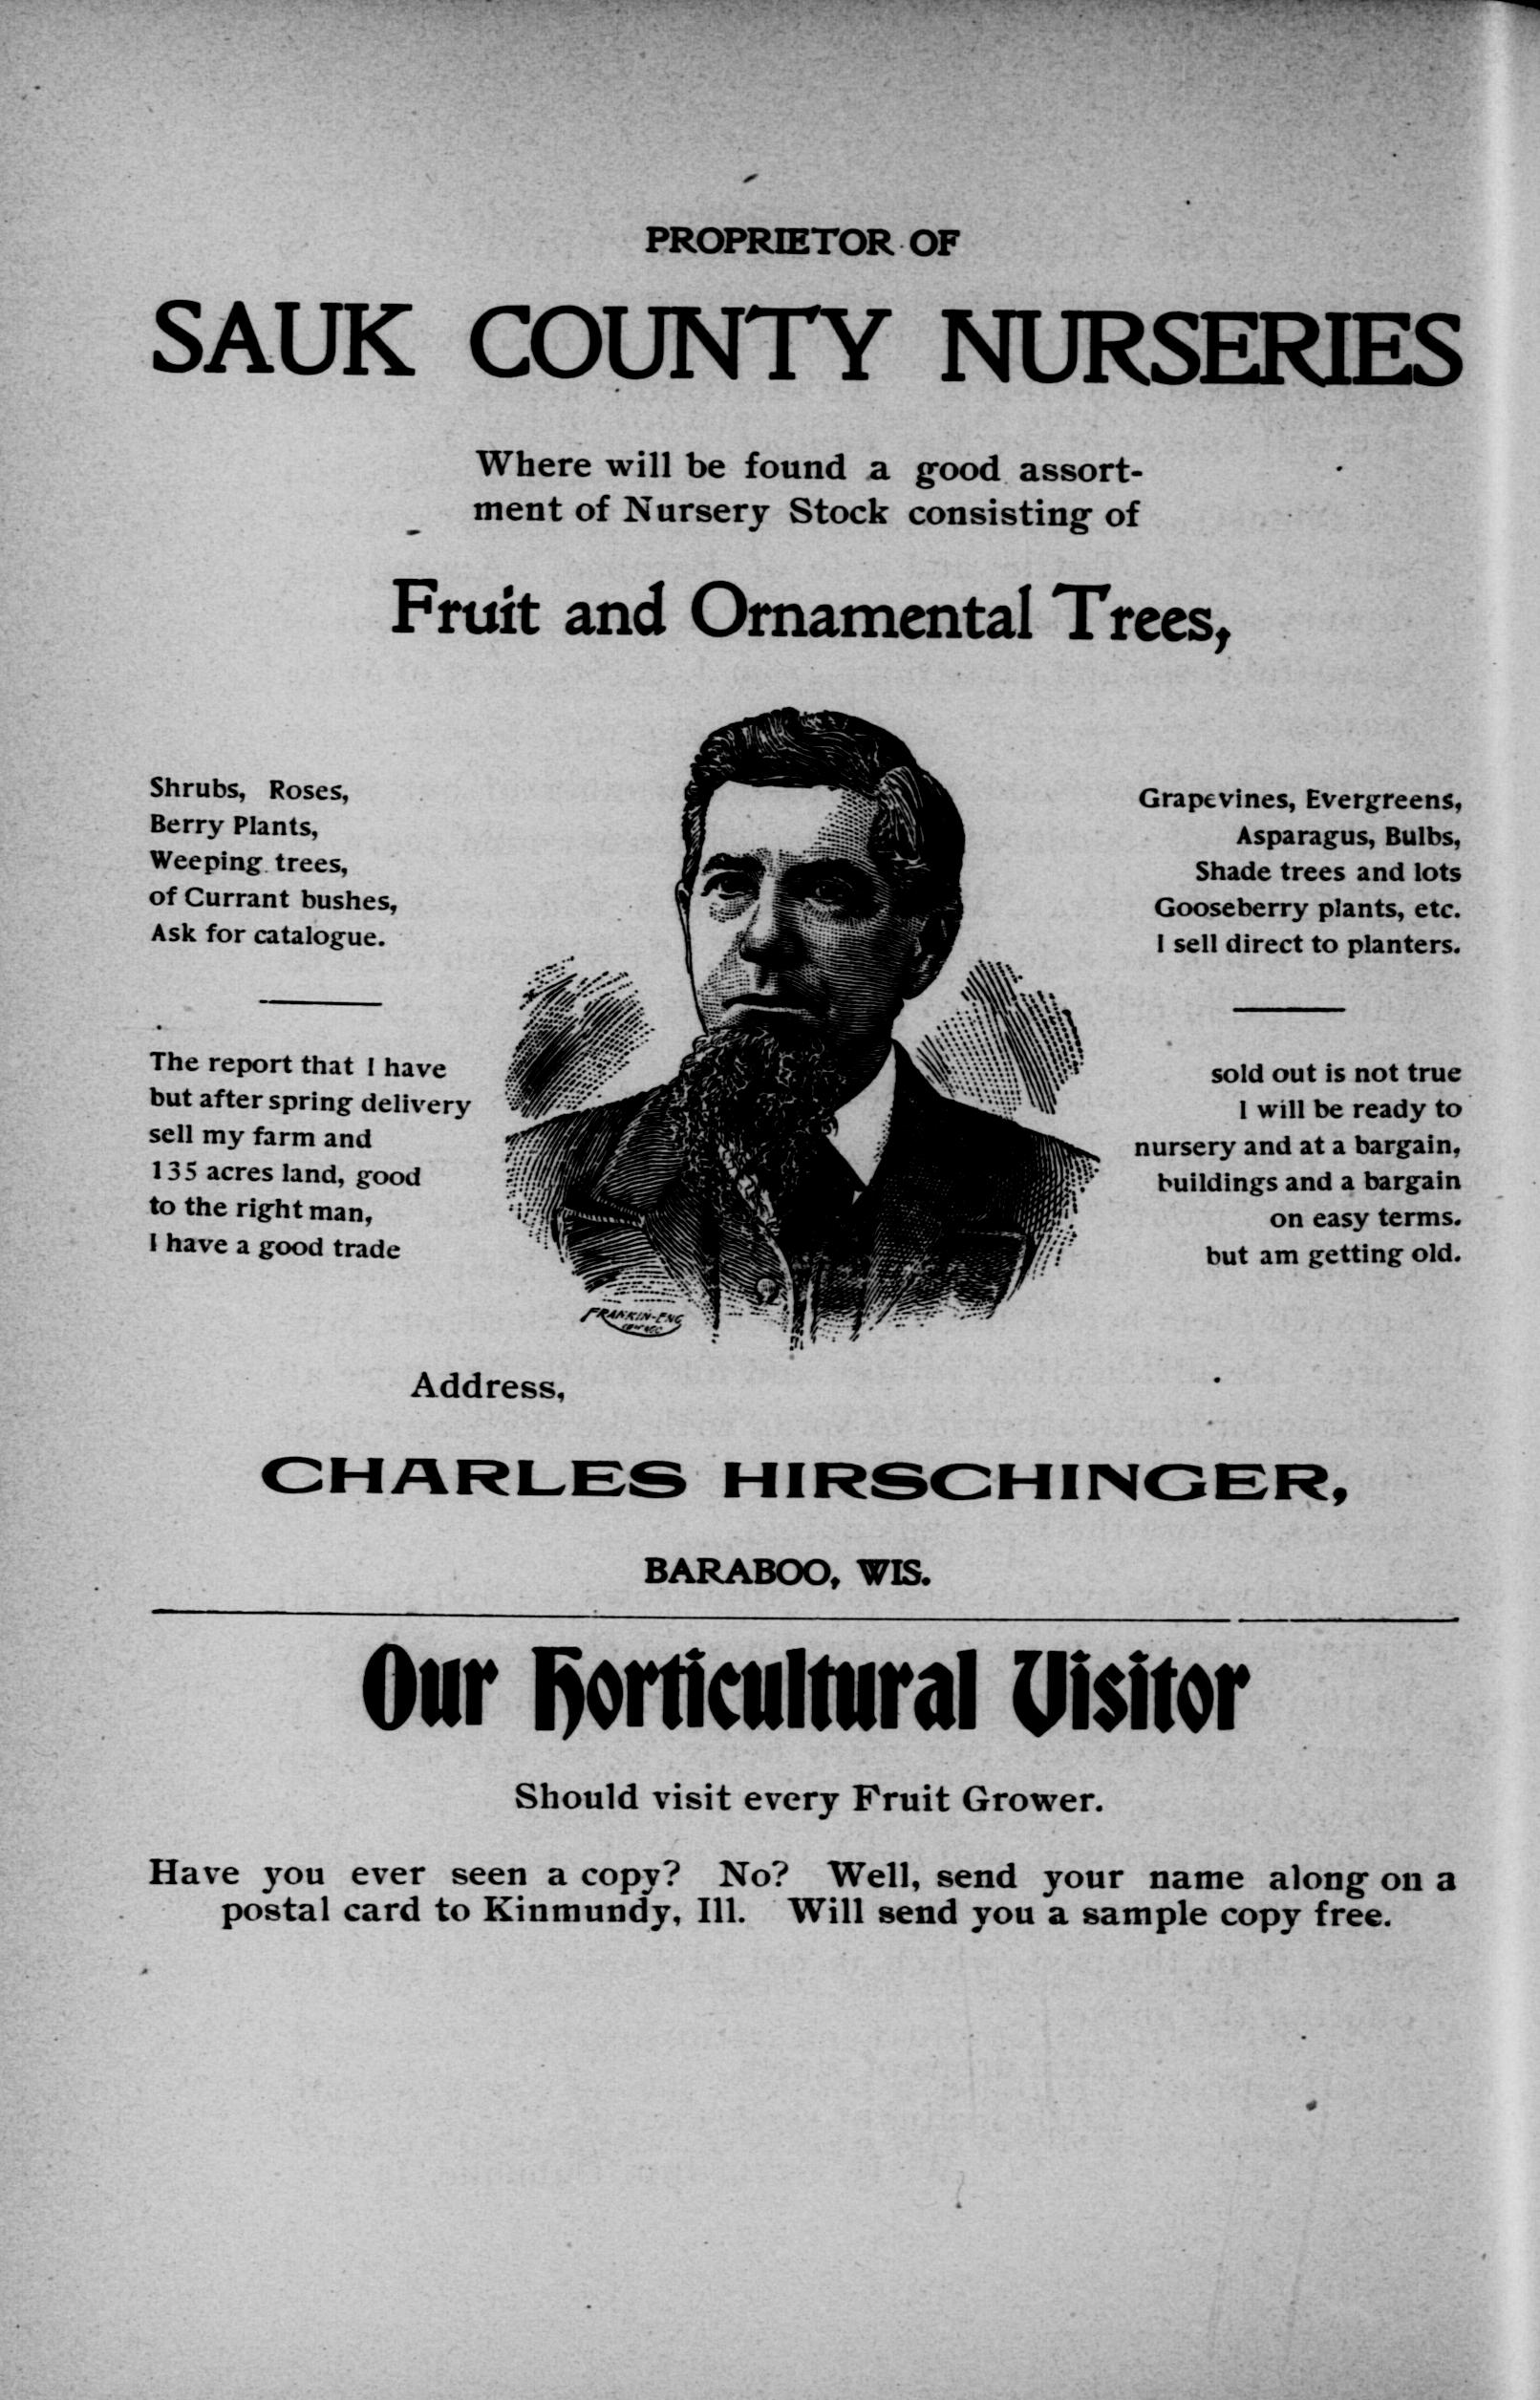 PROPRIETOR OF
SAUK COUNTY NURSERIES
Where will be found a good assort-
ment of Nursery Stock consisting of
Fruit and Ornamental Trees,
Shrubs, Roses, Grapevines, Evergreens,
Berry Plants, Asparagus, Bulbs,
Weeping trees, Shade trees and lots
of Currant bushes, Gooseberry plants, etc.
Ask for catalogue. I sell direct to planters.
The report that I have sold out is not true
but after spring delivery I will be ready to
sell my farm and nursery and at a bargain,
135 acres land, good buildings and a bargain
to the right man, on easy terms.
I have a good trade but am getting old.
FRANKIN-ENG
Address,
CHARLES HIRSCHINGER,
BARABOO, WIS.
Our Horticultural Visitor
Should visit every Fruit Grower.
Have you ever seen a copy? No? Well, send your name along on a
postal card to Kinmundy, Ill. Will send you a sample copy free.